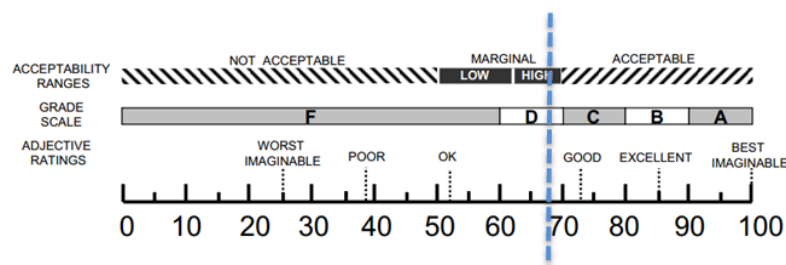 NOT ACCEPTABLE MARGINAL ACCEPTABLE
ACCEPTABILITY
RANGES
LOW HIGH
GRADE
SCALE
F D C B A
ADJECTIVE
RATINGS
WORST
IMAGINABLE
POOR OK GOOD EXCELLENT
BEST
IMAGINABLE
0 10 20 30 40 50 60 70 80 90 100